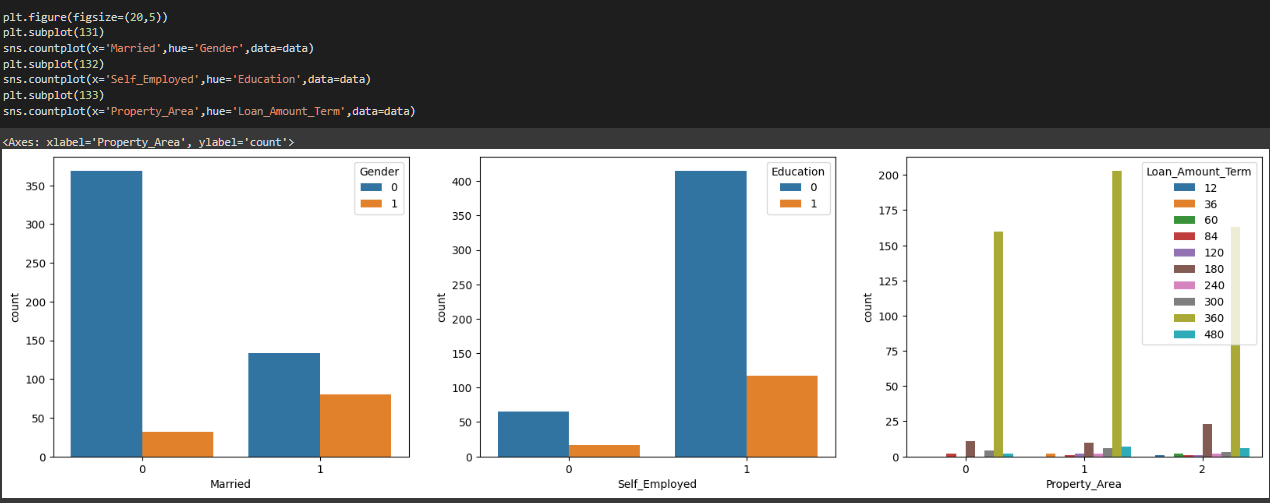 plt.figure(figsize=(20,5))
plt.subplot(131)
sns.countplot(x='Married',hue='Gender',data=data)
plt.subplot(132)
sns.countplot(x='Self_Employed',hue='Education',data=data)
plt.subplot(133)
sns.countplot(x='Property_Area',hue='Loan_Amount_Term',data=data)
<Axes: xlabel='Property_Area', ylabel='count'>
350
300
250
200
150
100
50
0
count
0
1
Married
Gender
0
1
400
350
300
250
200
150
100
50
0
count
0
1
Self_Employed
Education
0
1
200
175
150
125
100
75
50
25
0
count
0
1
2
Property_Area
Loan_Amount_Term
12
36
60
84
120
180
240
300
360
480